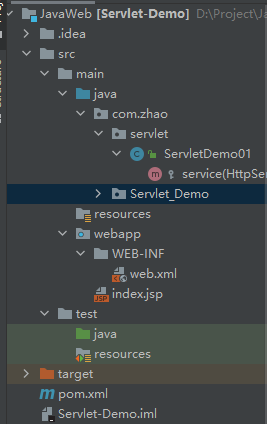 JavaWeb [Servlet-Demo] D:\Project\Ja
.idea
src
main
java
com.zhao
servlet
ServletDemo01
service(HttpSer
Servlet_Demo
resources
webapp
WEB-INF
web.xml
index.jsp
test
java
resources
target
pom.xml
Servlet-Demo.iml